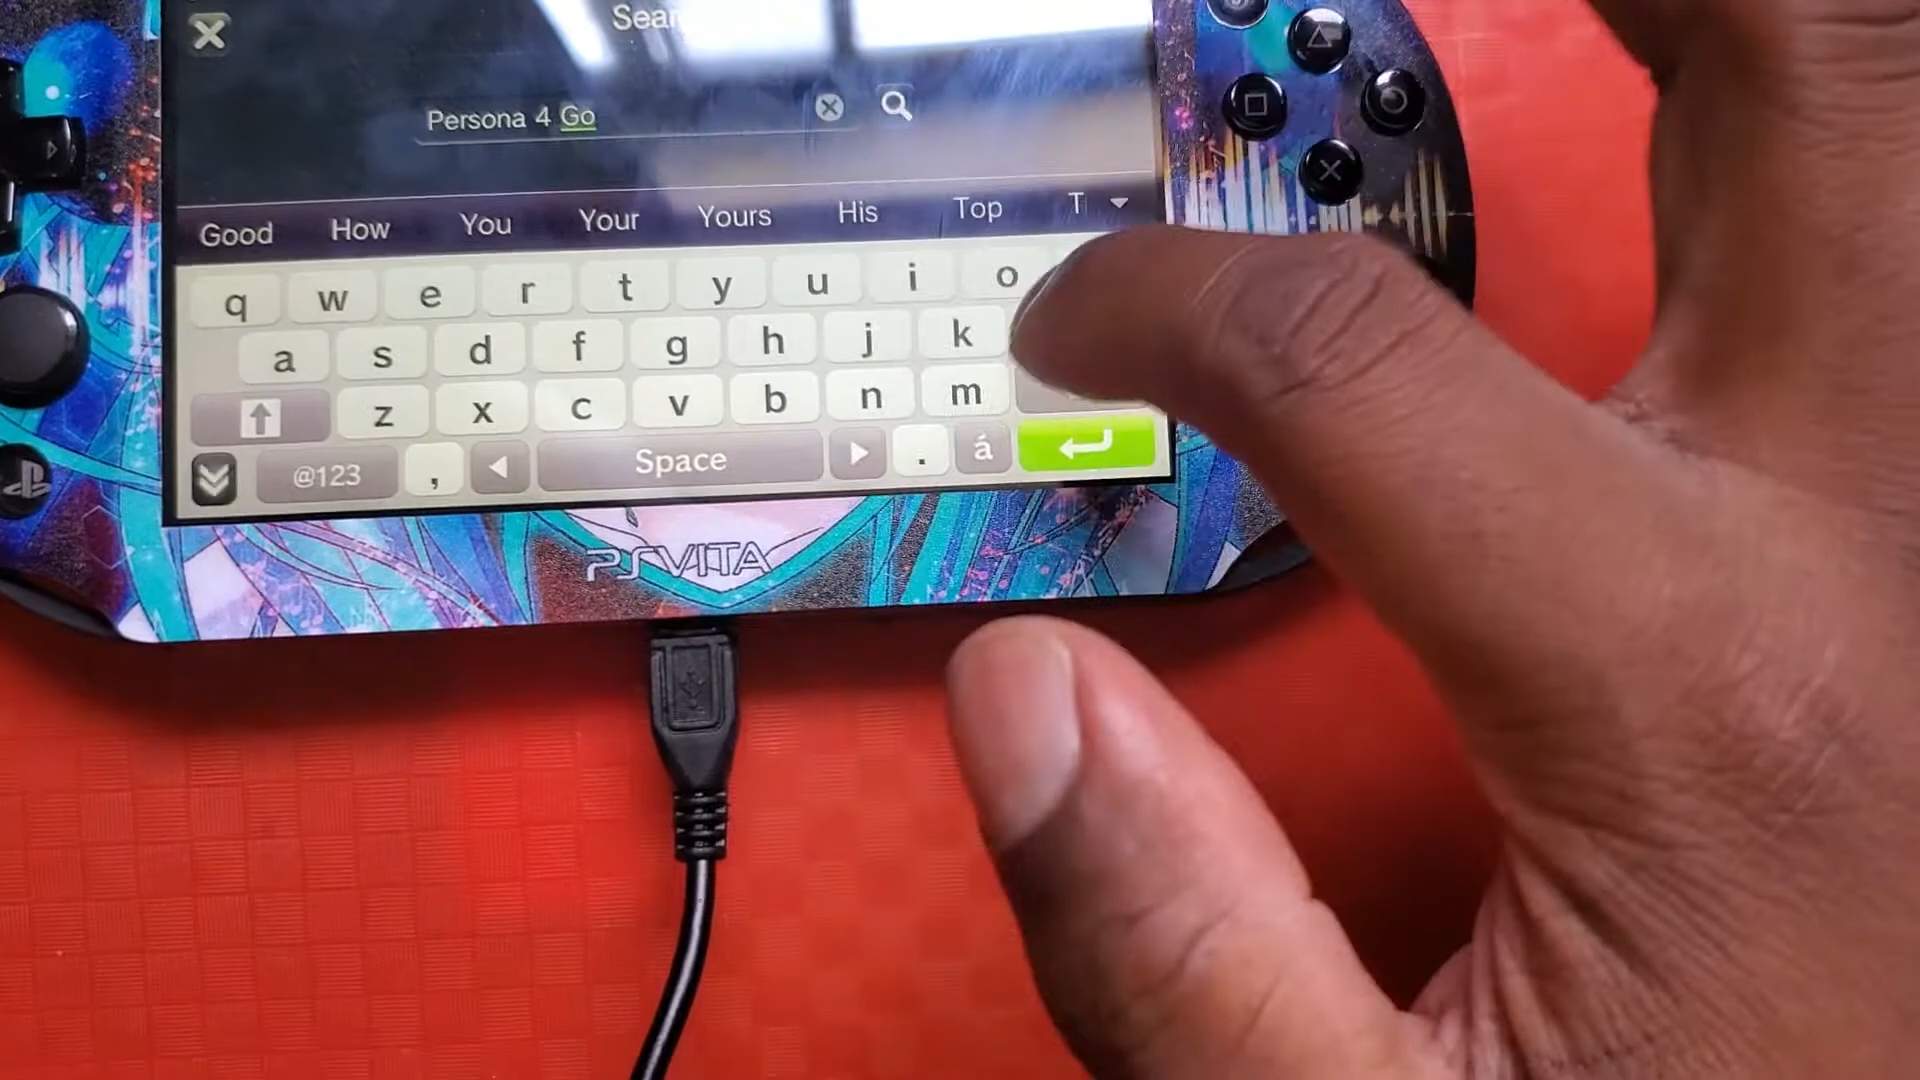 Persona 4 Go
Good How You Your Yours His Top T
q w e r t y u i o
a s d f g h j k
z x c v b n m
@123 , Space . á
PSVITA